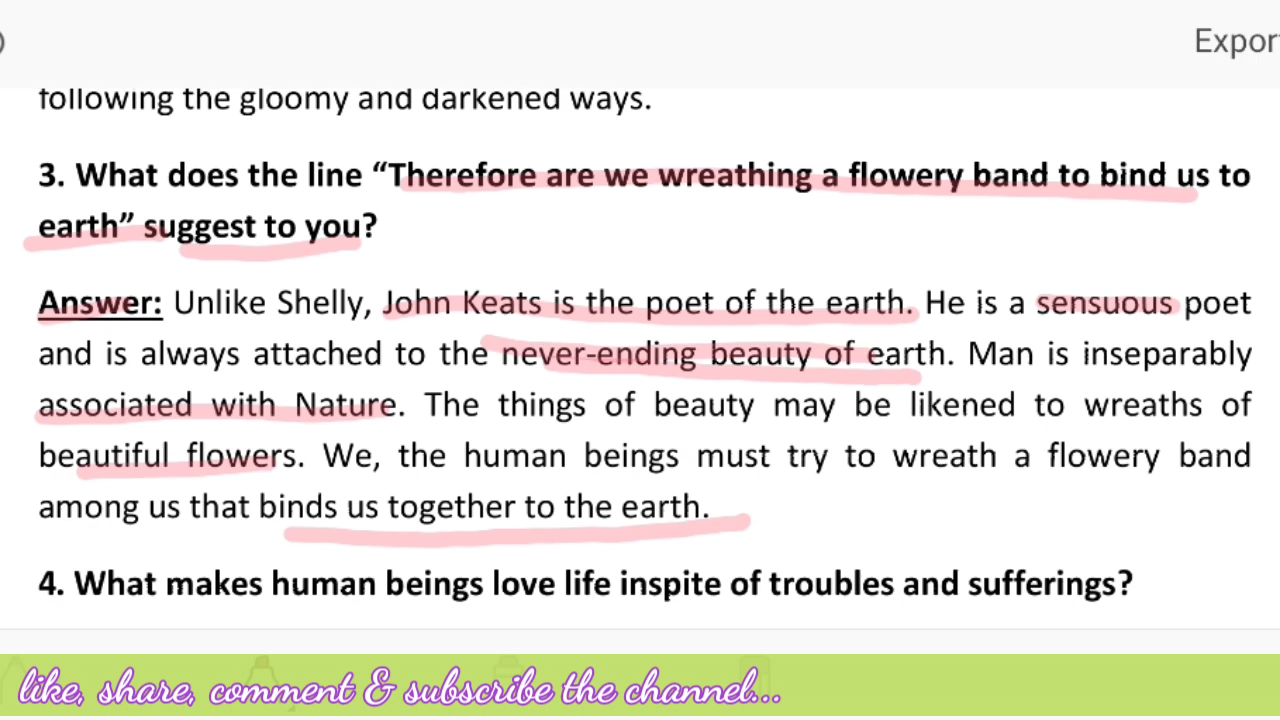 Expor
following the gloomy and darkened ways.
3. What does the line “Therefore are we wreathing a flowery band to bind us to
earth” suggest to you?
Answer: Unlike Shelly, John Keats is the poet of the earth. He is a sensuous poet
and is always attached to the never-ending beauty of earth. Man is inseparably
associated with Nature. The things of beauty may be likened to wreaths of
beautiful flowers. We, the human beings must try to wreath a flowery band
among us that binds us together to the earth.
4. What makes human beings love life inspite of troubles and sufferings?
like, share, comment & subscribe the channel...